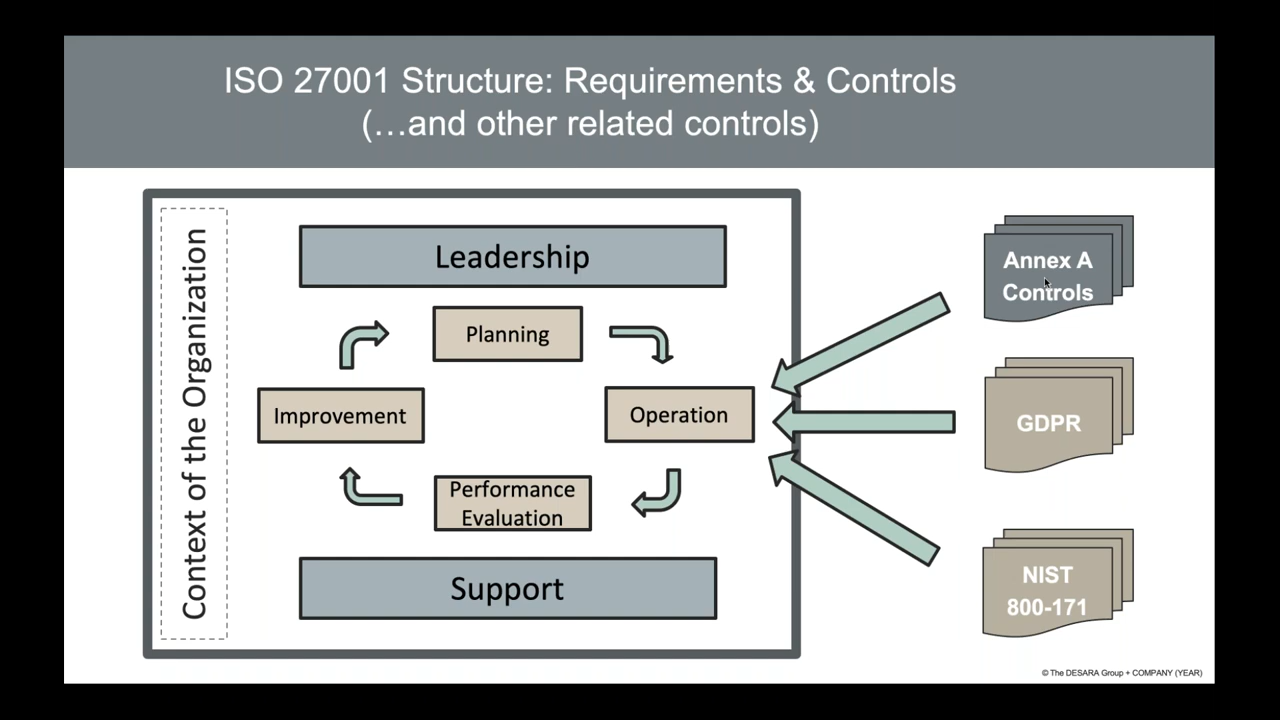 ISO 27001 Structure: Requirements & Controls
(…and other related controls)
Context of the Organization
Leadership
Planning
Improvement
Operation
Performance
Evaluation
Support
Annex A
Controls
GDPR
NIST
800-171
© The DESARA Group + COMPANY (YEAR)